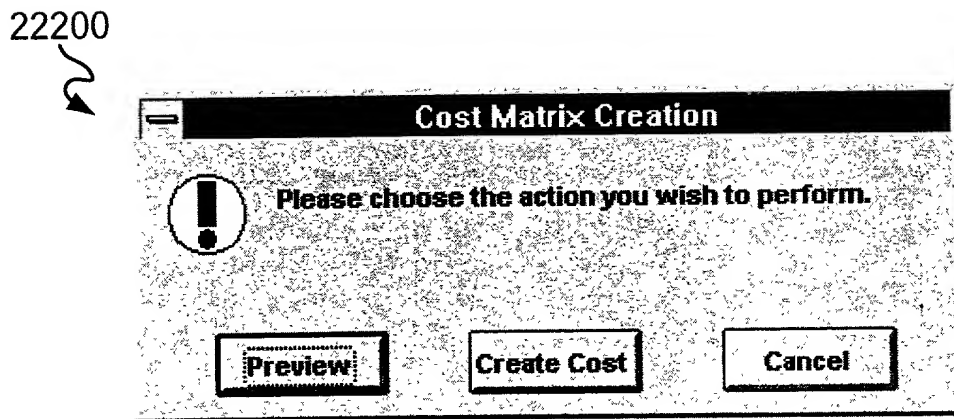 22200
Cost Matrix Creation
Please choose the action you wish to perform.
Preview Create Cost Cancel